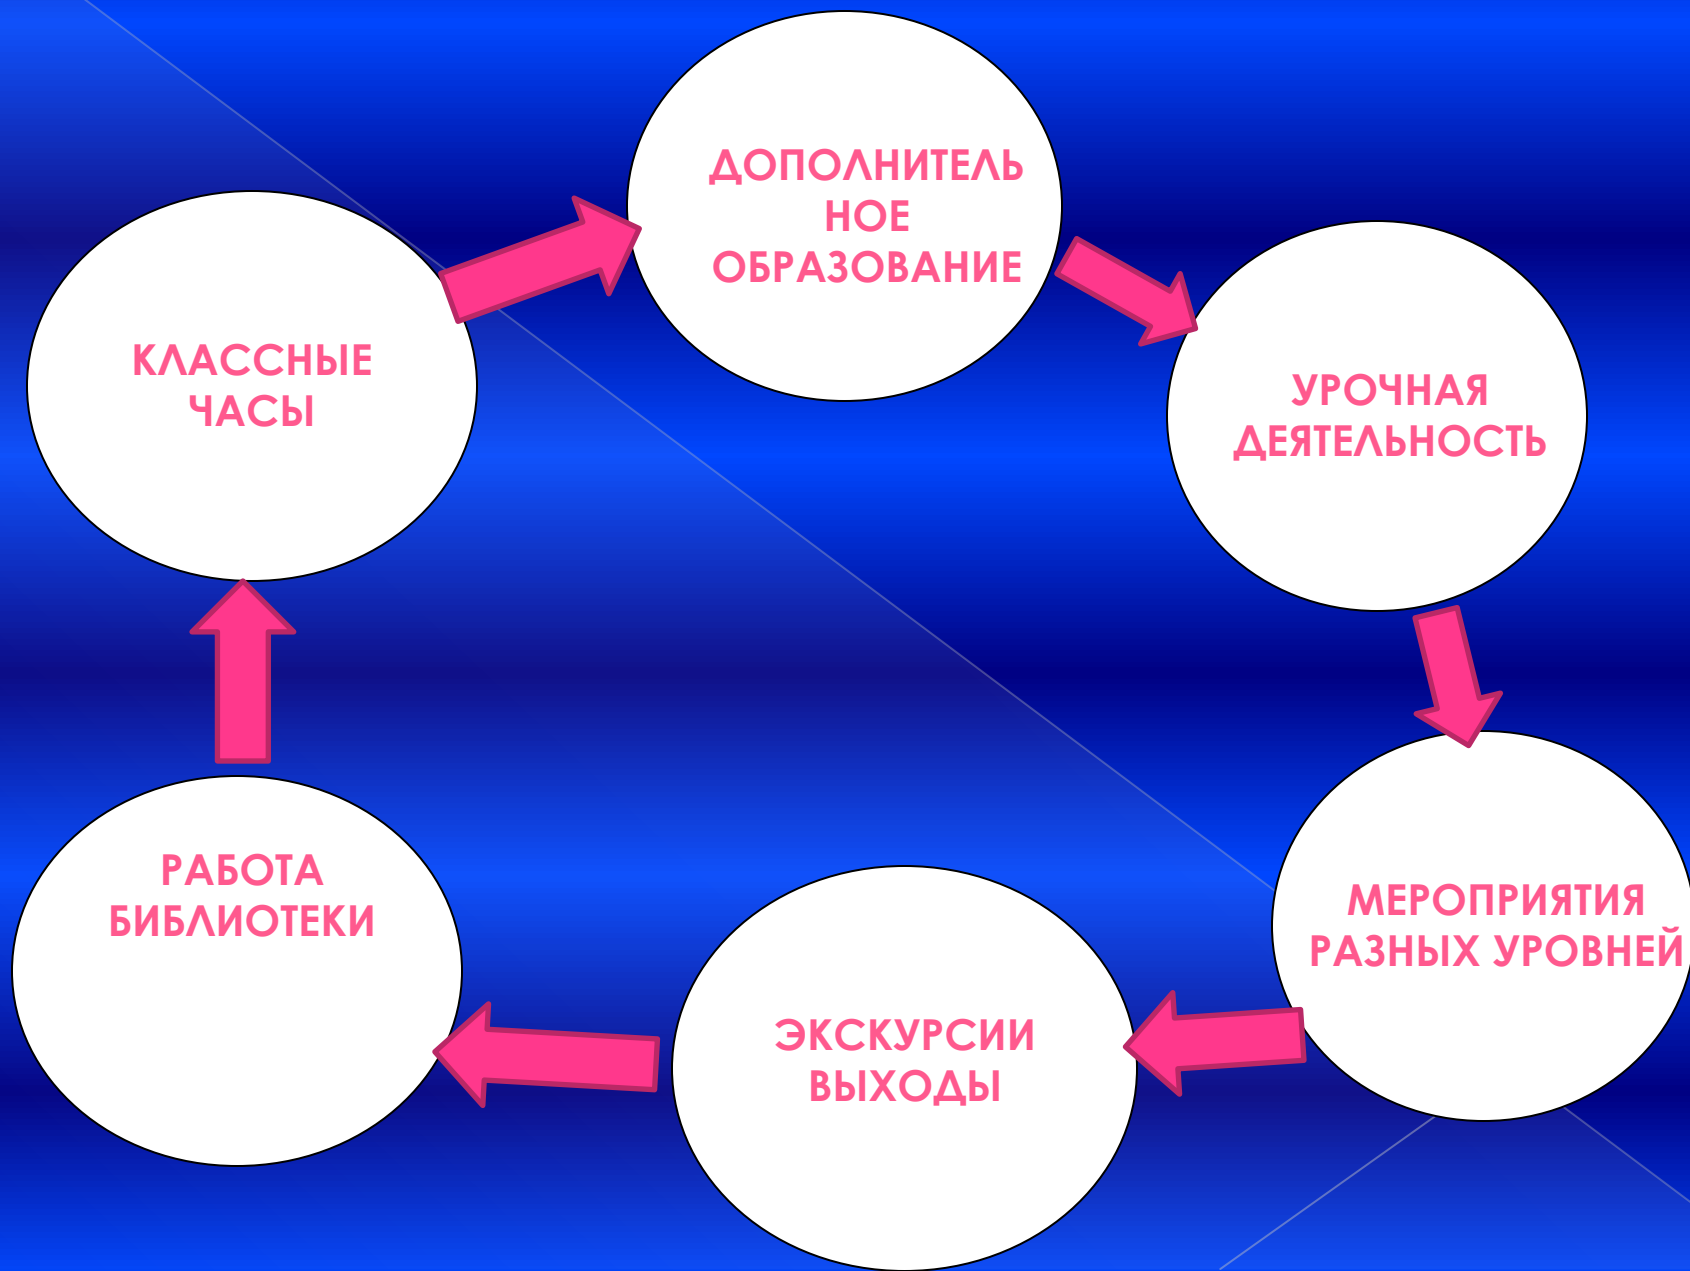 ДОПОЛНИТЕЛЬ
НОЕ
ОБРАЗОВАНИЕ
КЛАССНЫЕ
ЧАСЫ
УРОЧНАЯ
ДЕЯТЕЛЬНОСТЬ
РАБОТА
БИБЛИОТЕКИ
МЕРОПРИЯТИЯ
РАЗНЫХ УРОВНЕЙ
ЭКСКУРСИИ
ВЫХОДЫ